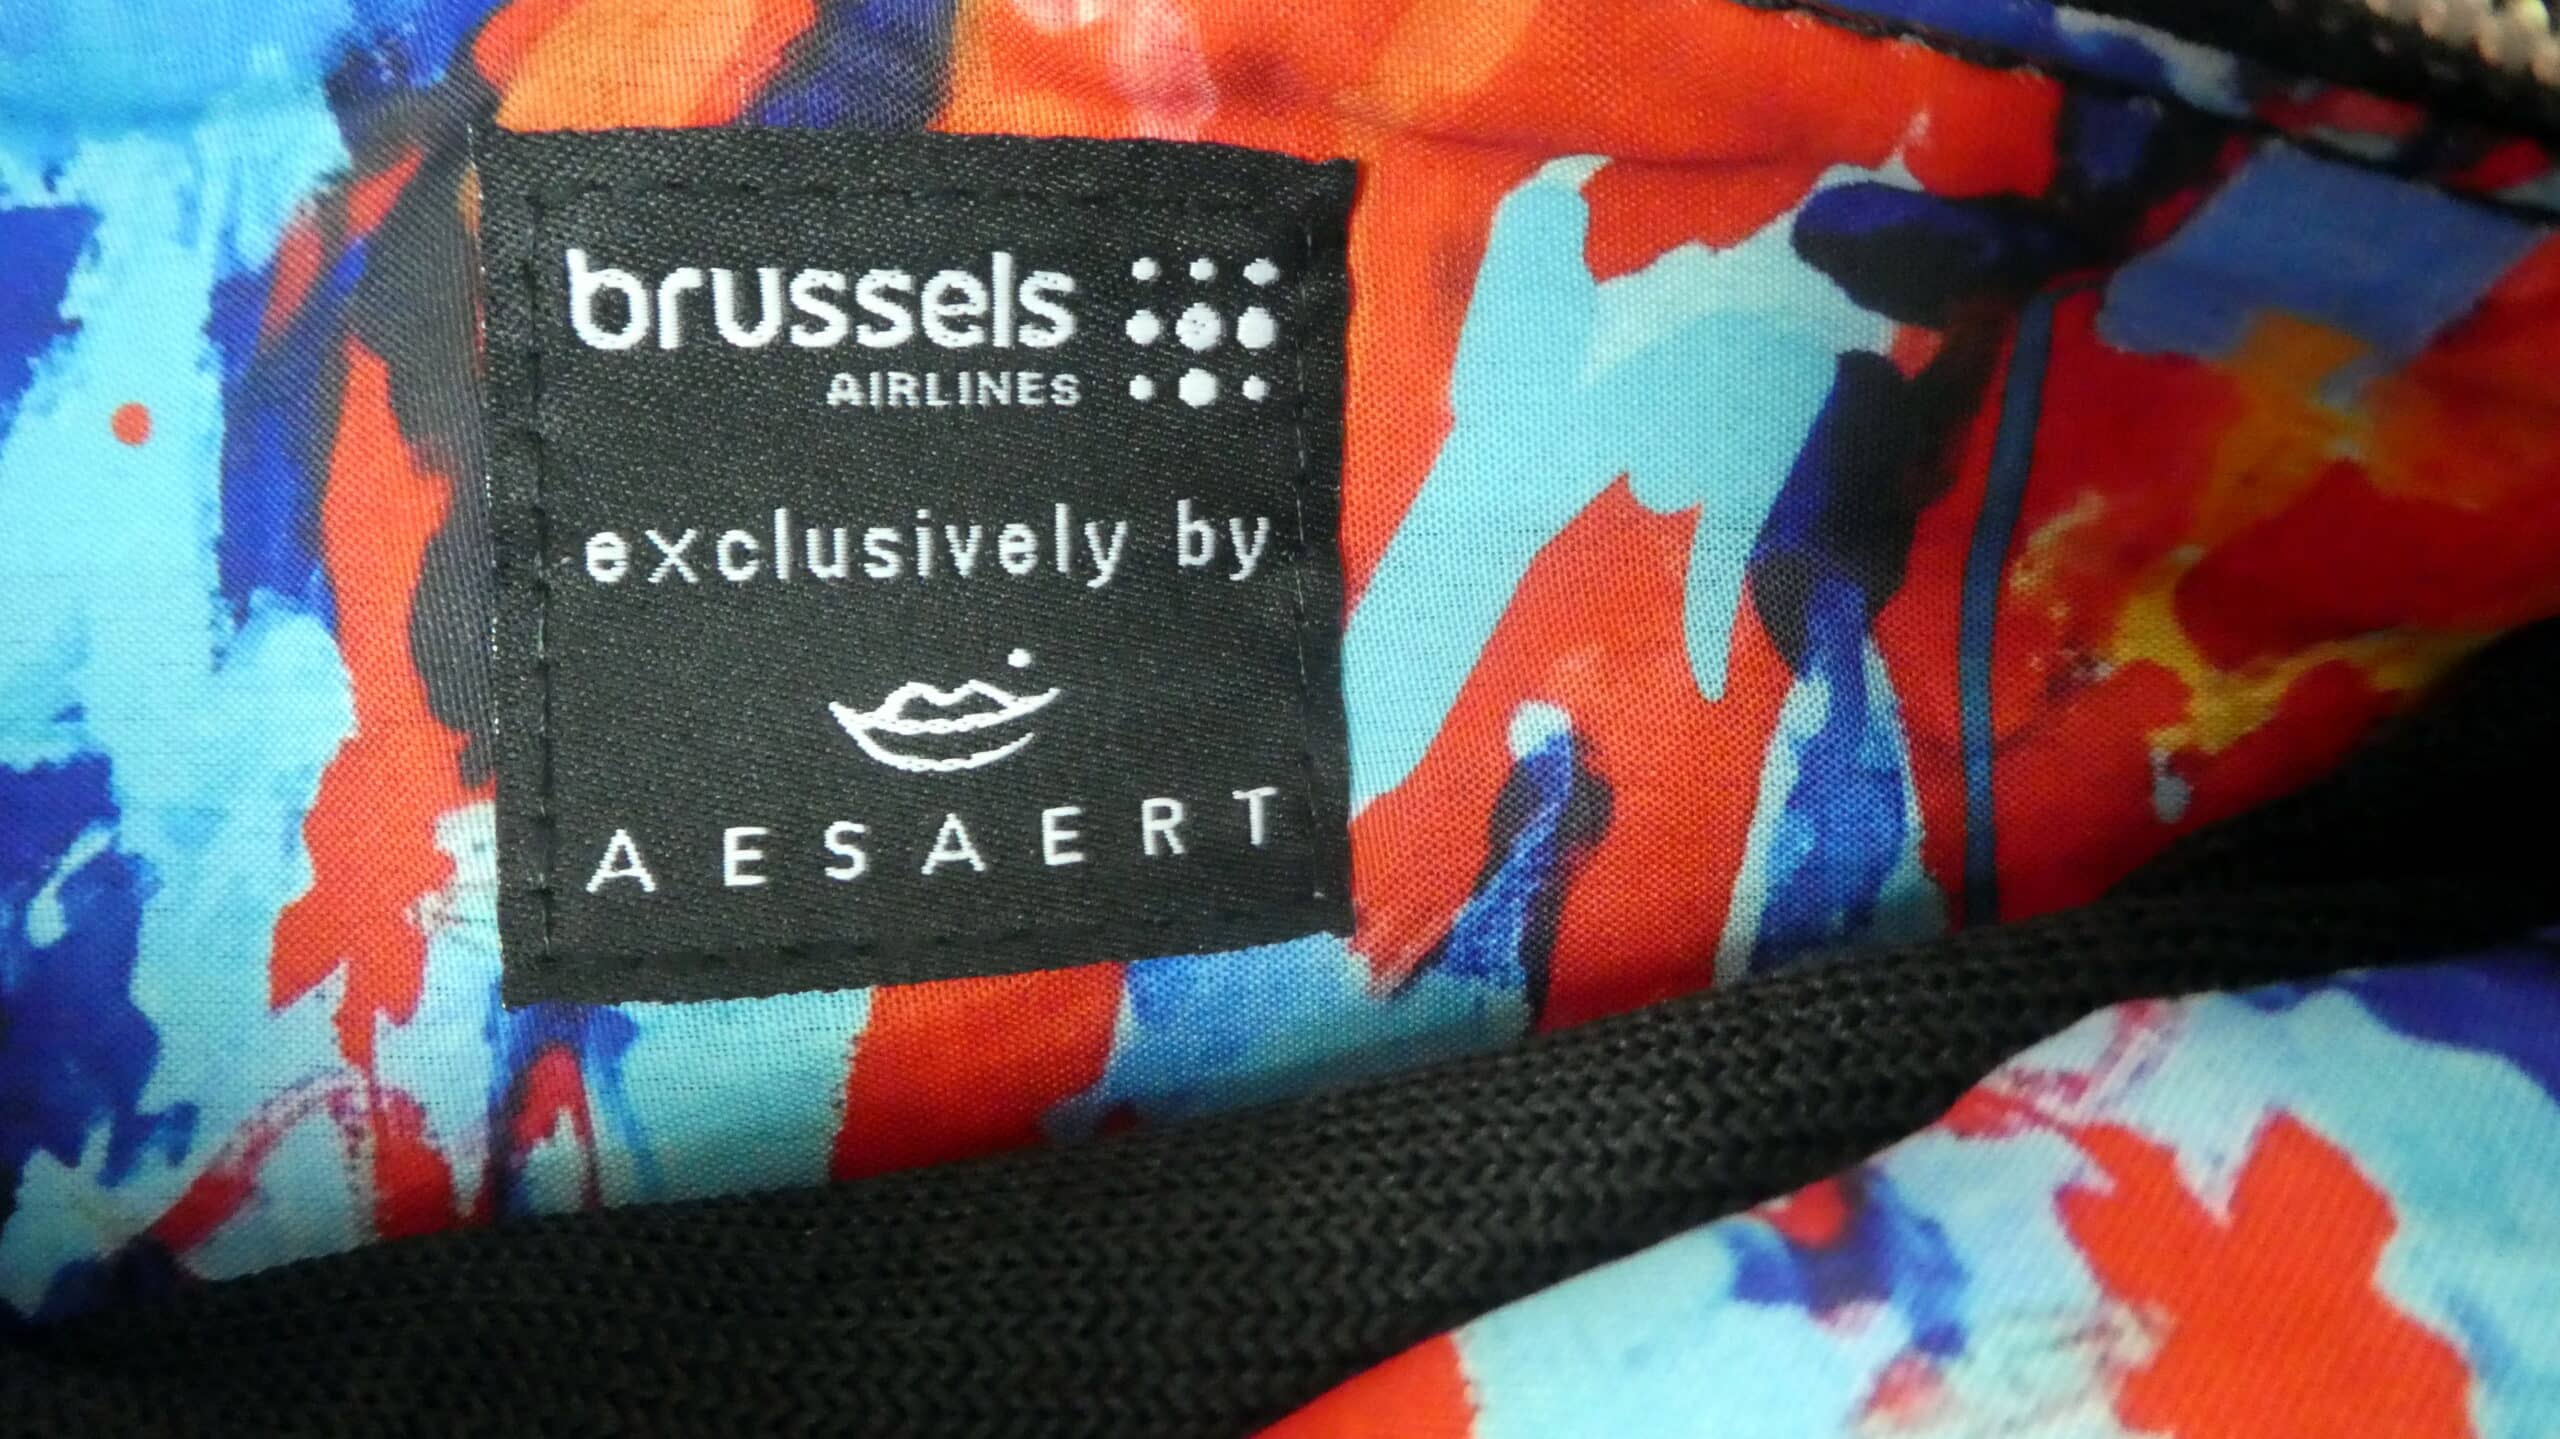 brussels
AIRLINES
exclusively by
AESAERT